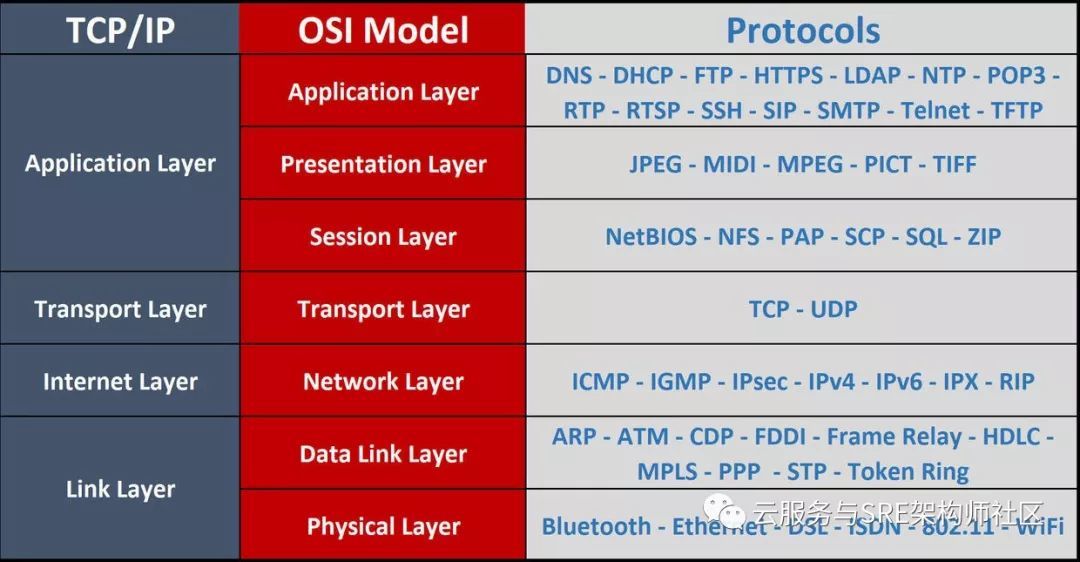 TCP/IP OSI Model Protocols
Application Layer
Application Layer
DNS - DHCP - FTP - HTTPS - LDAP - NTP - POP3 -
RTP - RTSP - SSH - SIP - SMTP - Telnet - TFTP
Presentation Layer
JPEG - MIDI - MPEG - PICT - TIFF
Session Layer
NetBIOS - NFS - PAP - SCP - SQL - ZIP
Transport Layer
Transport Layer
TCP - UDP
Internet Layer
Network Layer
ICMP - IGMP - IPsec - IPv4 - IPv6 - IPX - RIP
Link Layer
Data Link Layer
ARP - ATM - CDP - FDDI - Frame Relay - HDLC -
MPLS - PPP - STP - Token Ring
Physical Layer
Bluetooth - Ethernet - DSL - ISDN - 802.11 - WiFi
云服务与SRE架构师社区